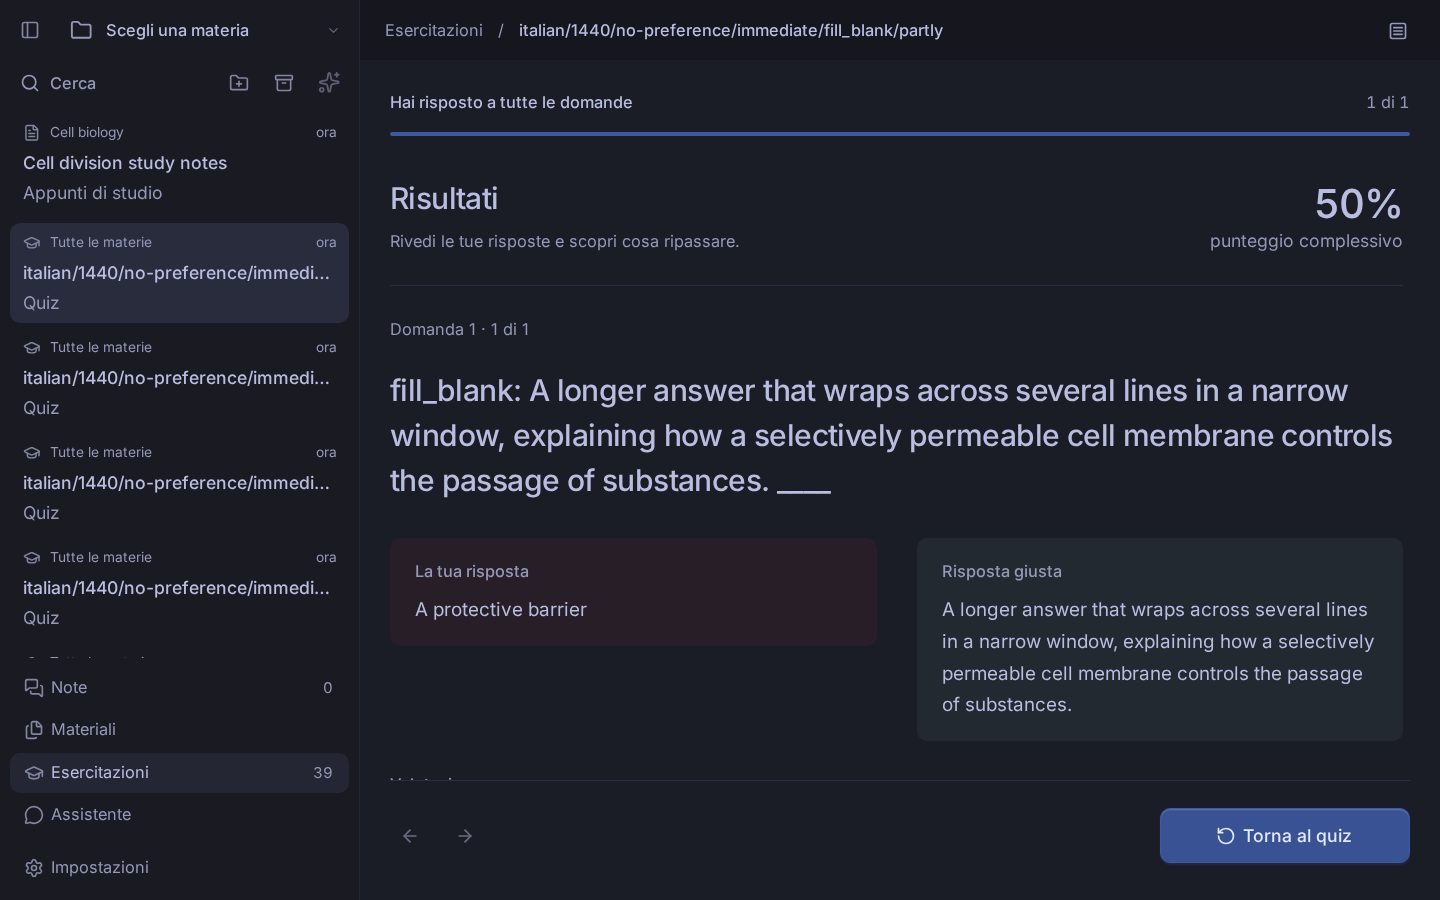 Scegli una materia
Cerca
Cell biology
ora
Cell division study notes
Appunti di studio
Tutte le materie
ora
italian/1440/no-preference/immedi...
Quiz
Tutte le materie
ora
italian/1440/no-preference/immedi...
Quiz
Tutte le materie
ora
italian/1440/no-preference/immedi...
Quiz
Tutte le materie
ora
italian/1440/no-preference/immedi...
Quiz
Note
0
Materiali
Esercitazioni
39
Assistente
Impostazioni
Esercitazioni / italian/1440/no-preference/immediate/fill_blank/partly
Hai risposto a tutte le domande
1 di 1
Risultati
50%
Rivedi le tue risposte e scopri cosa ripassare.
punteggio complessivo
Domanda 1 · 1 di 1
fill_blank: A longer answer that wraps across several lines in a narrow
window, explaining how a selectively permeable cell membrane controls
the passage of substances. ____
La tua risposta
A protective barrier
Risposta giusta
A longer answer that wraps across several lines
in a narrow window, explaining how a selectively
permeable cell membrane controls the passage
of substances.
Torna al quiz